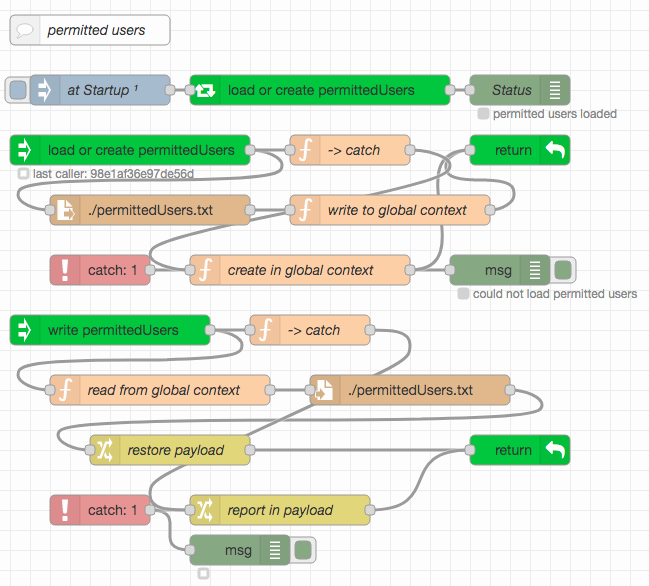 permitted users
at Startup ¹
load or create permittedUsers
Status
permitted users loaded
load or create permittedUsers
-> catch
return
last caller: 98e1af36e97de56d
./permittedUsers.txt
write to global context
catch: 1
create in global context
msg
could not load permitted users
write permittedUsers
-> catch
read from global context
./permittedUsers.txt
restore payload
return
catch: 1
report in payload
msg